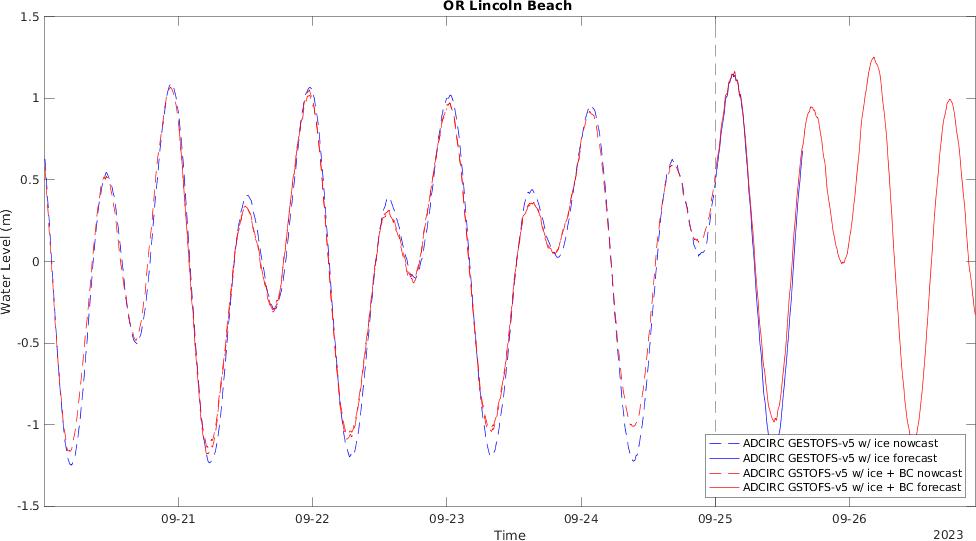 OR Lincoln Beach
1.5
1
0.5
0
-0.5
-1
-1.5
Water Level (m)
09-21
09-22
09-23
09-24
09-25
09-26
Time
2023
ADCIRC GESTOFS-v5 w/ ice nowcast
ADCIRC GESTOFS-v5 w/ ice forecast
ADCIRC GSTOFS-v5 w/ ice + BC nowcast
ADCIRC GSTOFS-v5 w/ ice + BC forecast